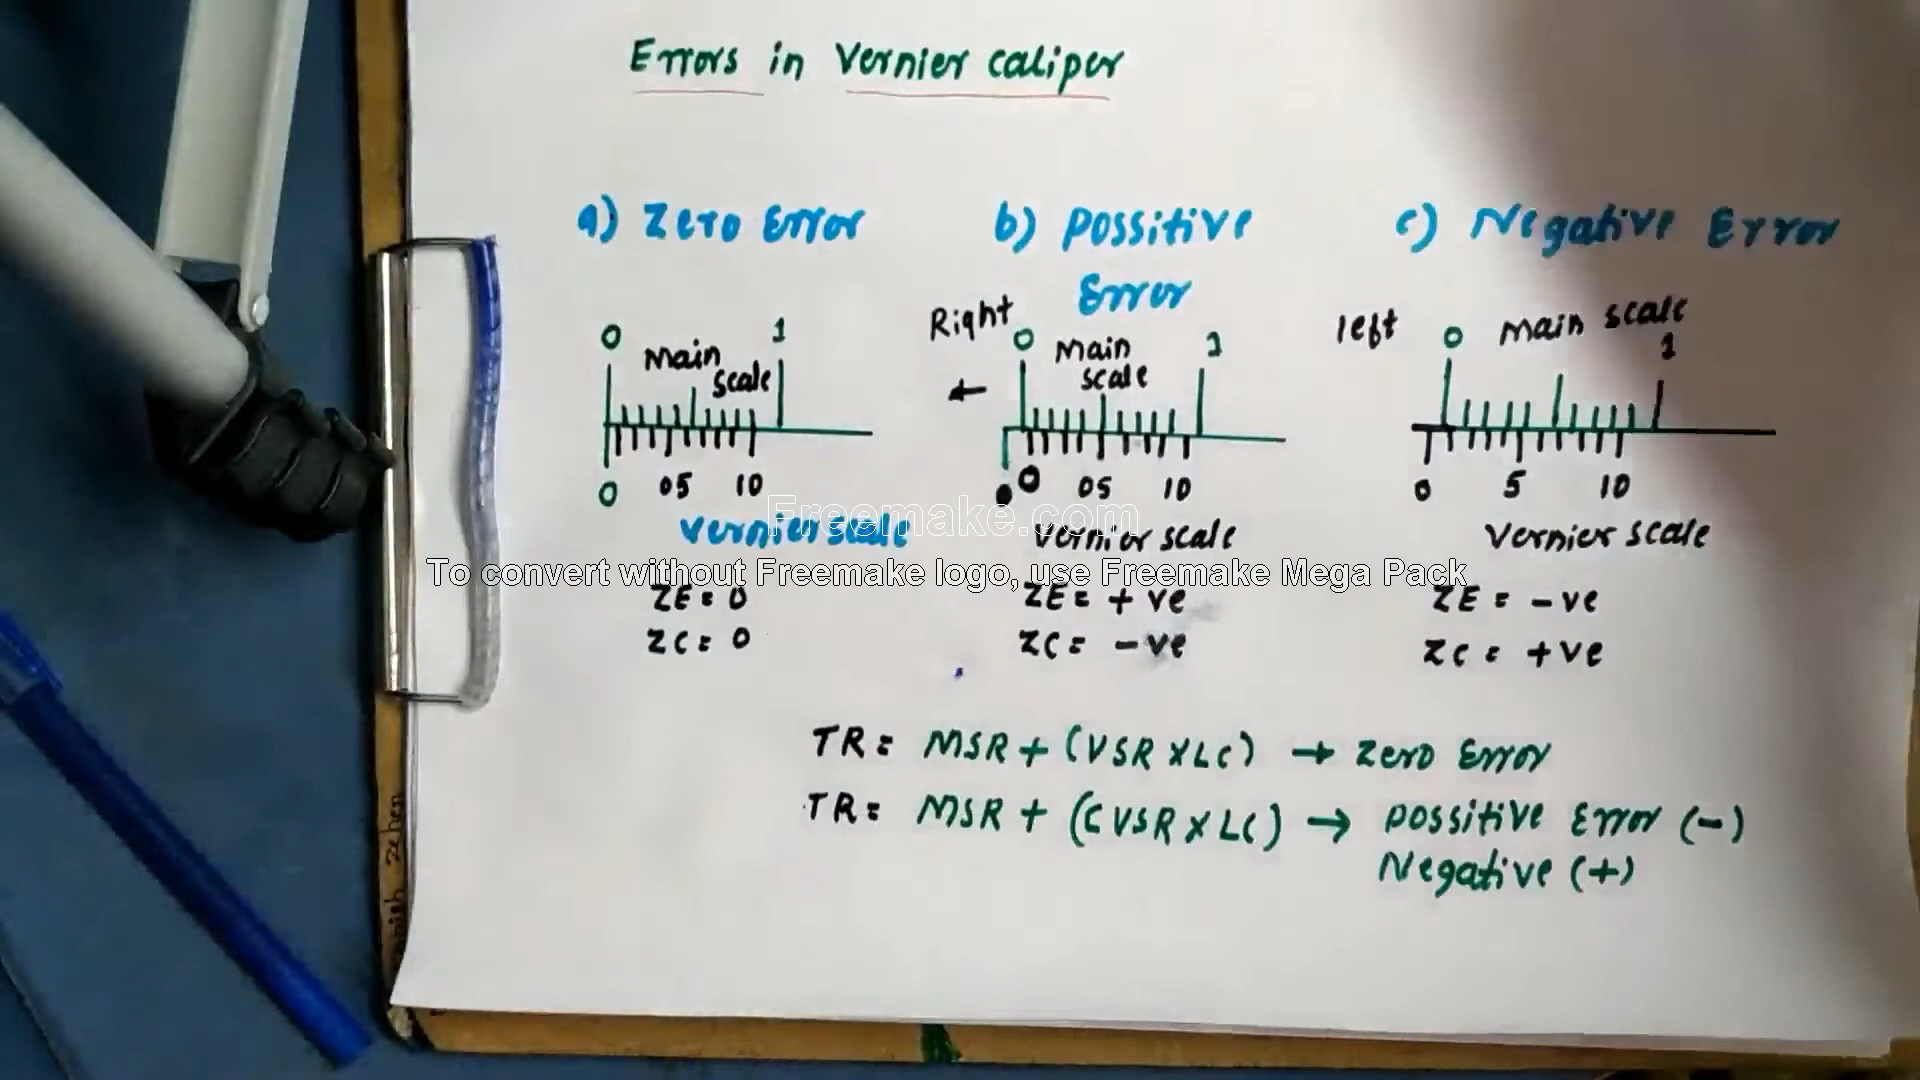 Errors in Vernier caliper
a) Zero Error
b) Possitive Error
c) Negative Error
0 Main scale 1
0 05 10
Vernier scale
ZE = 0
ZC = 0
Right
0 Main scale 1
0 05 10
Vernier scale
ZE = +ve
ZC = -ve
left
0 Main scale 1
0 5 10
Vernier scale
ZE = -ve
ZC = +ve
TR = MSR + (VSR X LC) → Zero Error
TR = MSR + (CVSR X LC) → Possitive Error (-)
Negative (+)
Freemake.com
To convert without Freemake logo, use Freemake Mega Pack